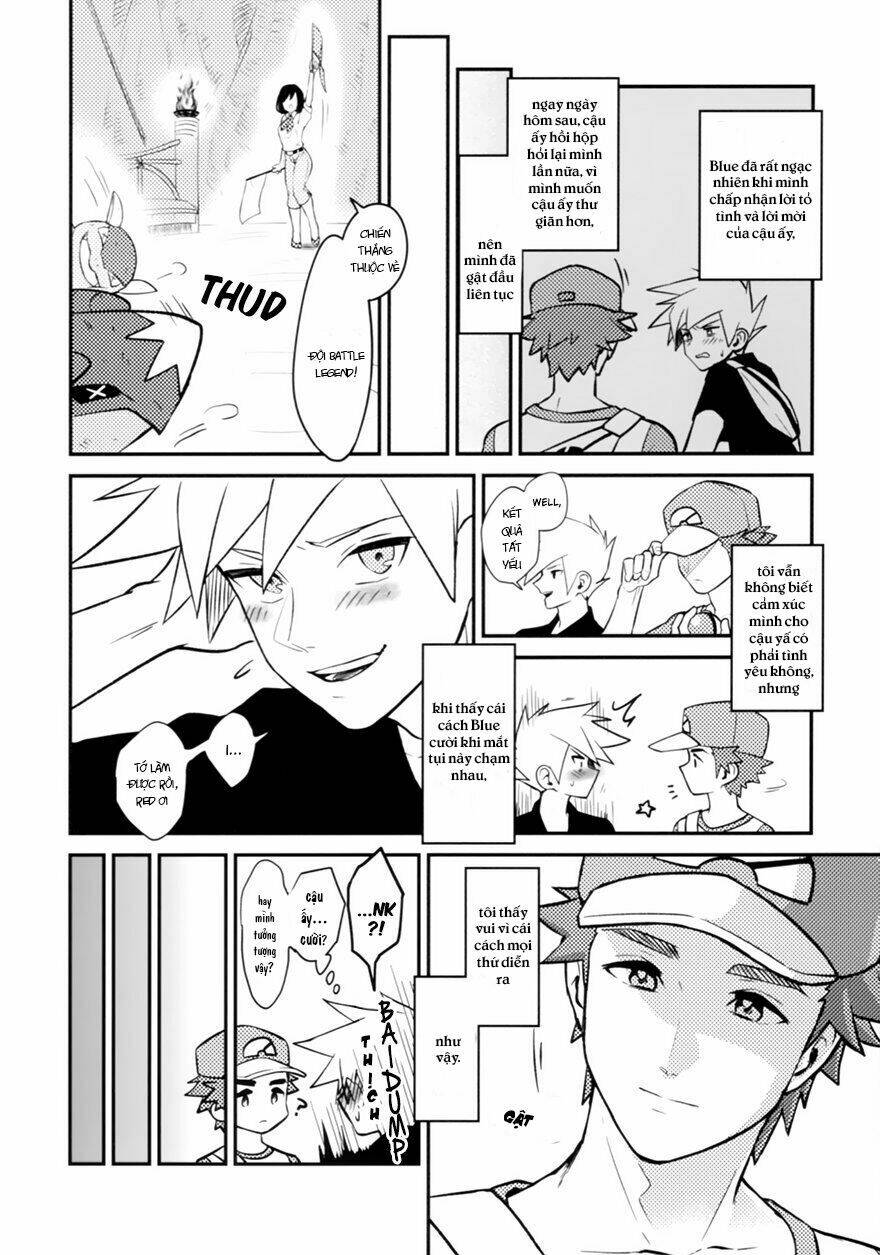 Blue đã rất ngạc
nhiên khi mình
chấp nhận lời tỏ
tình và lời mời
của cậu ấy,
ngay ngày
hôm sau, cậu
ấy hồi hộp
hỏi lại mình
lần nữa, vì
mình muốn
cậu ấy thư
giãn hơn,
nên
mình đã
gật đầu
liên tục
CHIẾN
THẮNG
THUỘC VỀ
ĐỘI BATTLE
LEGEND!
THUD
WELL,
KẾT
QUẢ
TẤT
YẾU
tôi vẫn
không biết
cảm xúc
mình cho
cậu yấ có
phải tình
yêu không,
nhưng
khi thấy cái
cách Blue
cười khi mắt
tụi này chạm
nhau,
I...
TỚ LÀM
ĐƯỢC RỒI,
RED ƠI
tôi thấy
vui vì cái
cách mọi
thứ diễn
ra
như
vậy.
GẬT
...NK
?!
cậu
ấy...
cười?
hay
mình
tưởng
tượng
vậy?
BAI DUMP
THỊCH
?